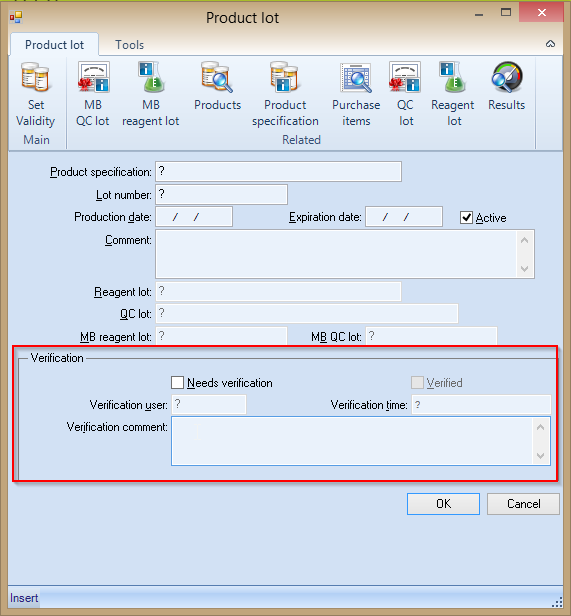 Product lot
Product lot Tools
Set Validity
MB QC lot
MB reagent lot
Products
Product specification
Purchase items
QC lot
Reagent lot
Results
Main Related
Product specification: ?
Lot number: ?
Production date: / / Expiration date: / / Active
Comment:
Reagent lot: ?
QC lot: ?
MB reagent lot: ? MB QC lot: ?
Verification
Needs verification Verified
Verification user: ? Verification time: ?
Verification comment:
OK Cancel
Insert